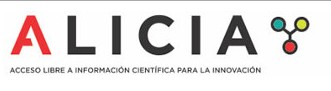 ALICIA
ACCESO LIBRE A INFORMACIÓN CIENTÍFICA PARA LA INNOVACIÓN